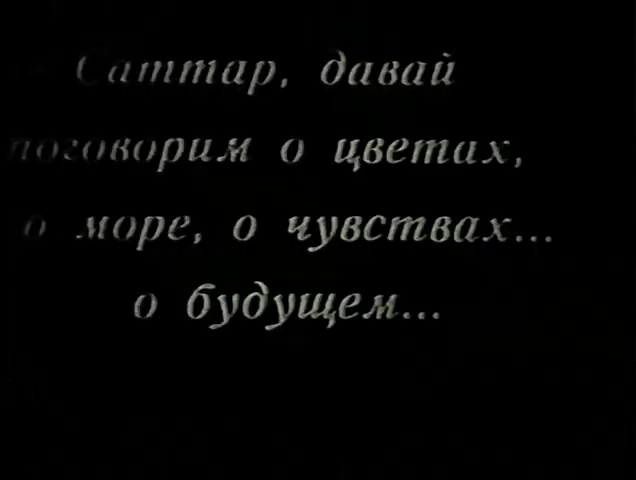 - Саттар, давай
поговорим о цветах,
о море, о чувствах...
о будущем...